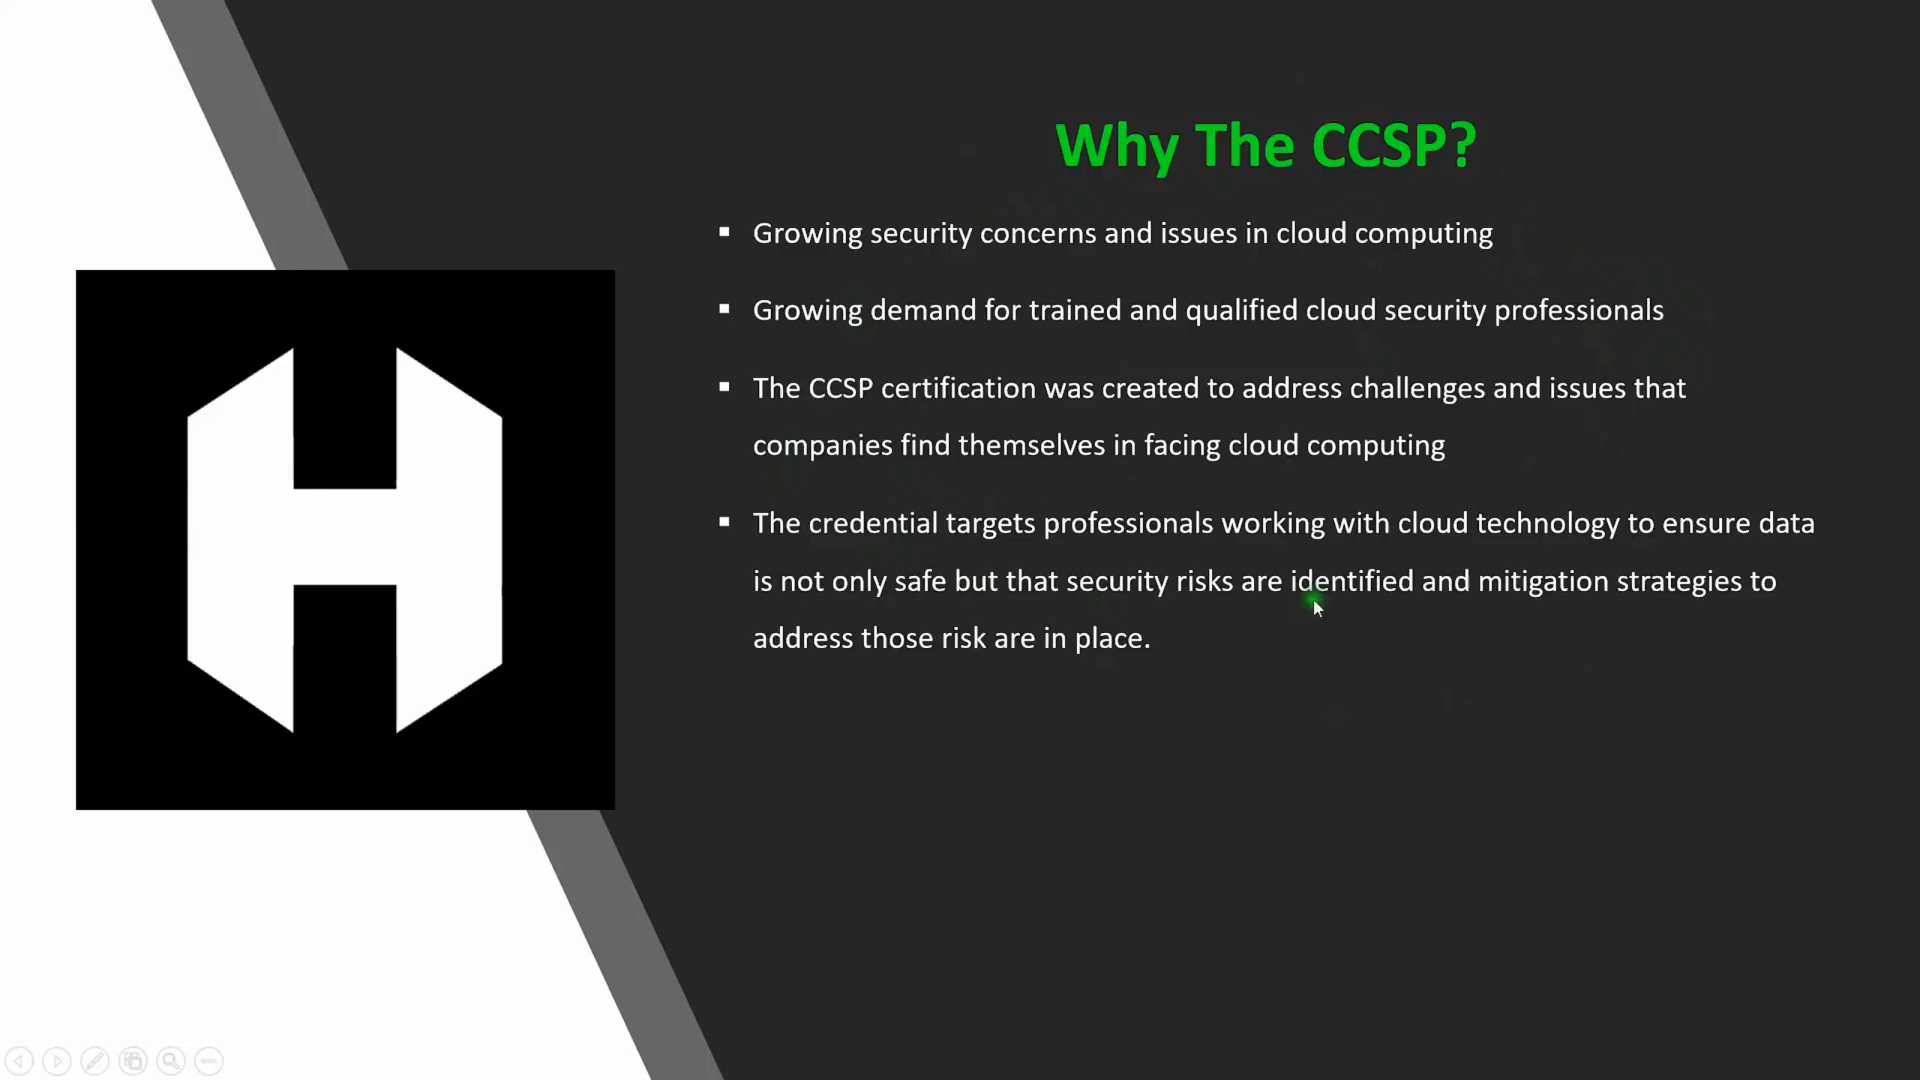 Why The CCSP?
▪ Growing security concerns and issues in cloud computing
▪ Growing demand for trained and qualified cloud security professionals
▪ The CCSP certification was created to address challenges and issues that
companies find themselves in facing cloud computing
▪ The credential targets professionals working with cloud technology to ensure data
is not only safe but that security risks are identified and mitigation strategies to
address those risk are in place.
H